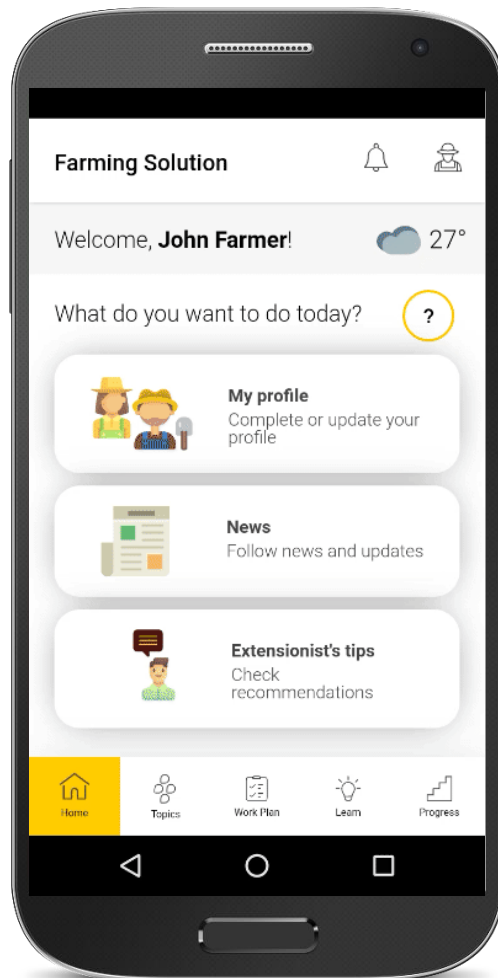 Farming Solution
Welcome, John Farmer!
27°
What do you want to do today?
?
My profile
Complete or update your
profile
News
Follow news and updates
Extensionist's tips
Check
recommendations
Home
Topics
Work Plan
Learn
Progress